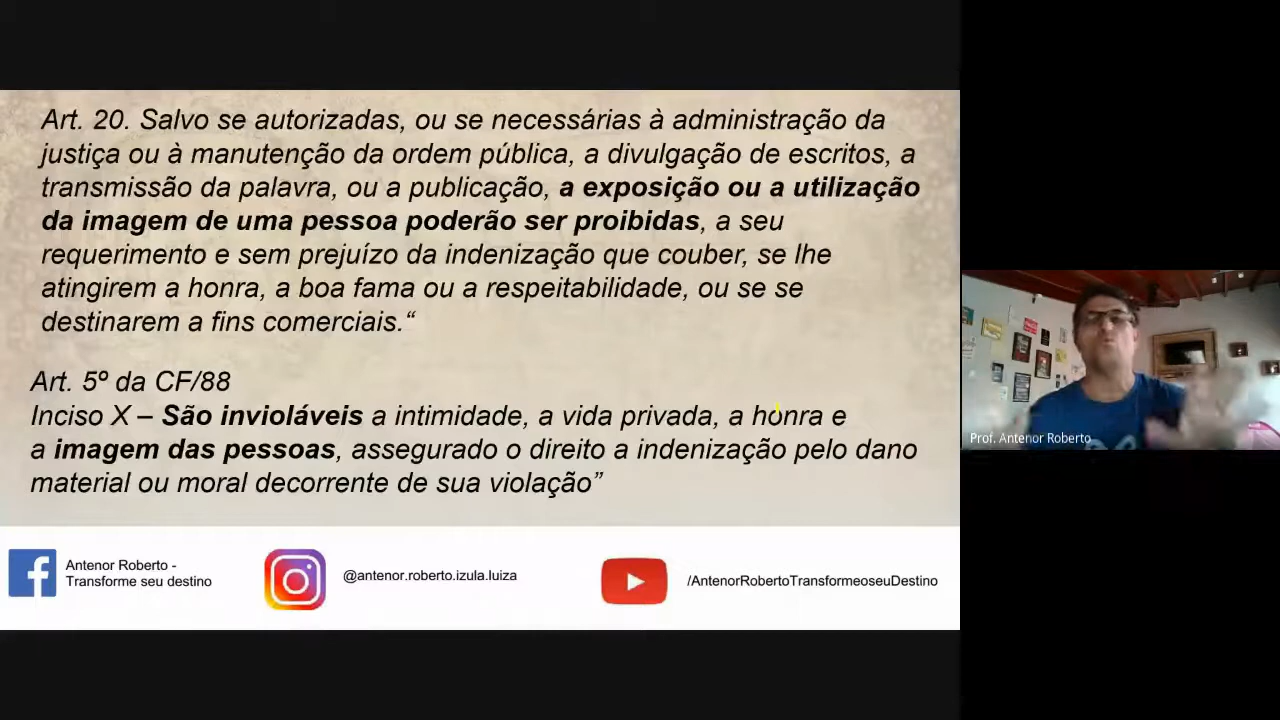 Art. 20. Salvo se autorizadas, ou se necessárias à administração da
justiça ou à manutenção da ordem pública, a divulgação de escritos, a
transmissão da palavra, ou a publicação, a exposição ou a utilização
da imagem de uma pessoa poderão ser proibidas, a seu
requerimento e sem prejuízo da indenização que couber, se lhe
atingirem a honra, a boa fama ou a respeitabilidade, ou se se
destinarem a fins comerciais.“
Art. 5º da CF/88
Inciso X – São invioláveis a intimidade, a vida privada, a honra e
a imagem das pessoas, assegurado o direito a indenização pelo dano
material ou moral decorrente de sua violação”
Antenor Roberto -
Transforme seu destino
@antenor.roberto.izula.luiza
/AntenorRobertoTransformeoseuDestino
Prof. Antenor Roberto